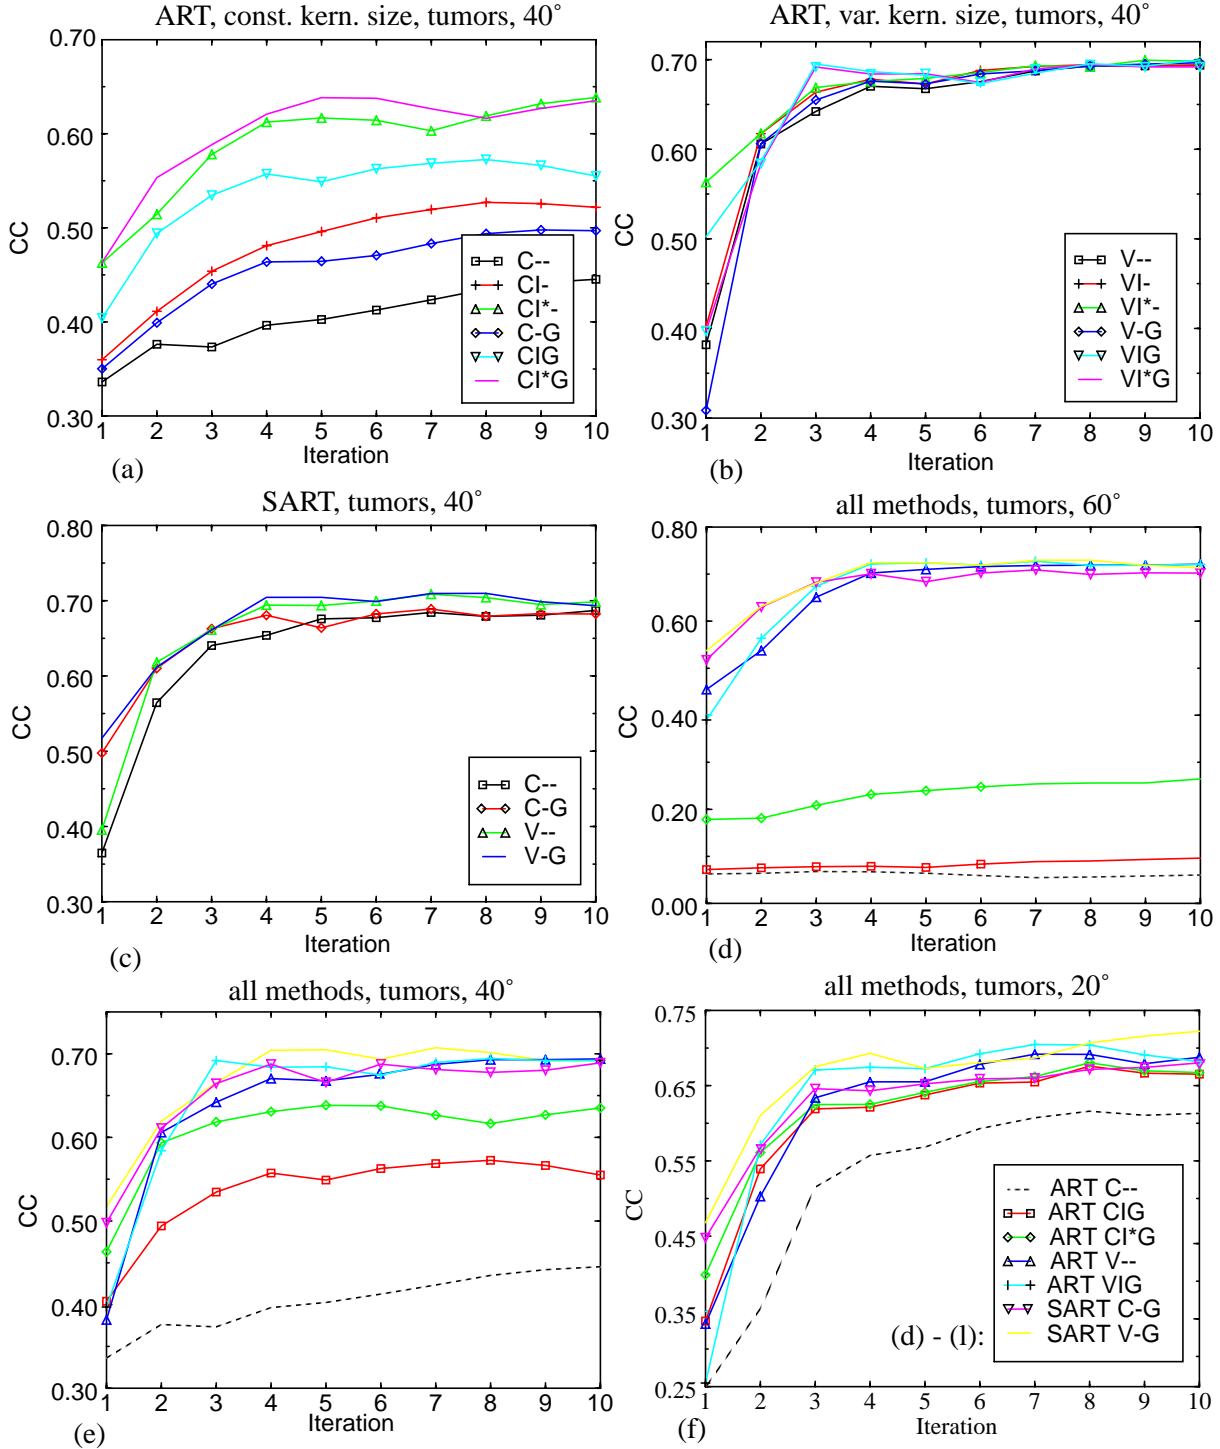 ART, const. kern. size, tumors, 40°
0.70
0.60
0.50
0.40
0.30
CC
C--
CI-
CI*-
C-G
CIG
CI*G
1 2 3 4 5 6 7 8 9 10
Iteration
(a)
ART, var. kern. size, tumors, 40°
0.70
0.60
0.50
0.40
0.30
CC
V--
VI-
VI*-
V-G
VIG
VI*G
1 2 3 4 5 6 7 8 9 10
Iteration
(b)
SART, tumors, 40°
0.80
0.70
0.60
0.50
0.40
0.30
CC
C--
C-G
V--
V-G
1 2 3 4 5 6 7 8 9 10
Iteration
(c)
all methods, tumors, 60°
0.80
0.60
0.40
0.20
0.00
CC
1 2 3 4 5 6 7 8 9 10
Iteration
(d)
all methods, tumors, 40°
0.70
0.60
0.50
0.40
0.30
CC
1 2 3 4 5 6 7 8 9 10
Iteration
(e)
all methods, tumors, 20°
0.75
0.65
0.55
0.45
0.35
0.25
CC
ART C--
ART CIG
ART CI*G
ART V--
ART VIG
SART C-G
SART V-G
(d) - (l):
1 2 3 4 5 6 7 8 9 10
Iteration
(f)